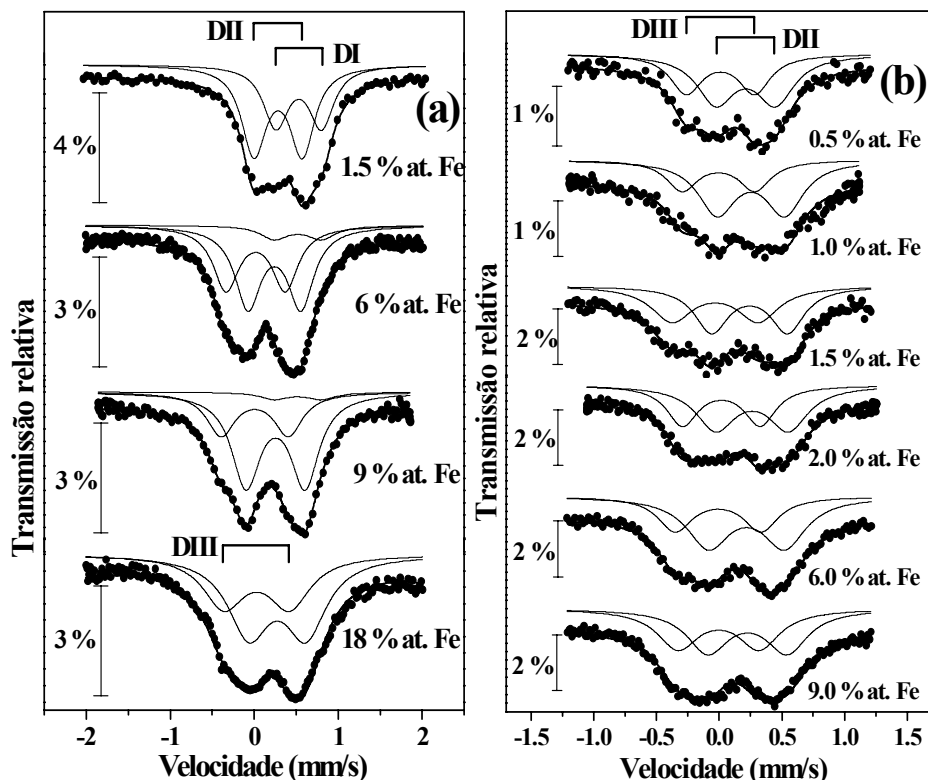 DII
DI
(a)
4 %
1.5 % at. Fe
3 %
6 % at. Fe
3 %
9 % at. Fe
DIII
3 %
18 % at. Fe
Transmissão relativa
-2
-1
0
1
2
Velocidade (mm/s)
DIII
DII
(b)
1 %
0.5 % at. Fe
1 %
1.0 % at. Fe
2 %
1.5 % at. Fe
2 %
2.0 % at. Fe
2 %
6.0 % at. Fe
2 %
9.0 % at. Fe
Transmissão relativa
-1.5
-1.0
-0.5
0.0
0.5
1.0
1.5
Velocidade (mm/s)